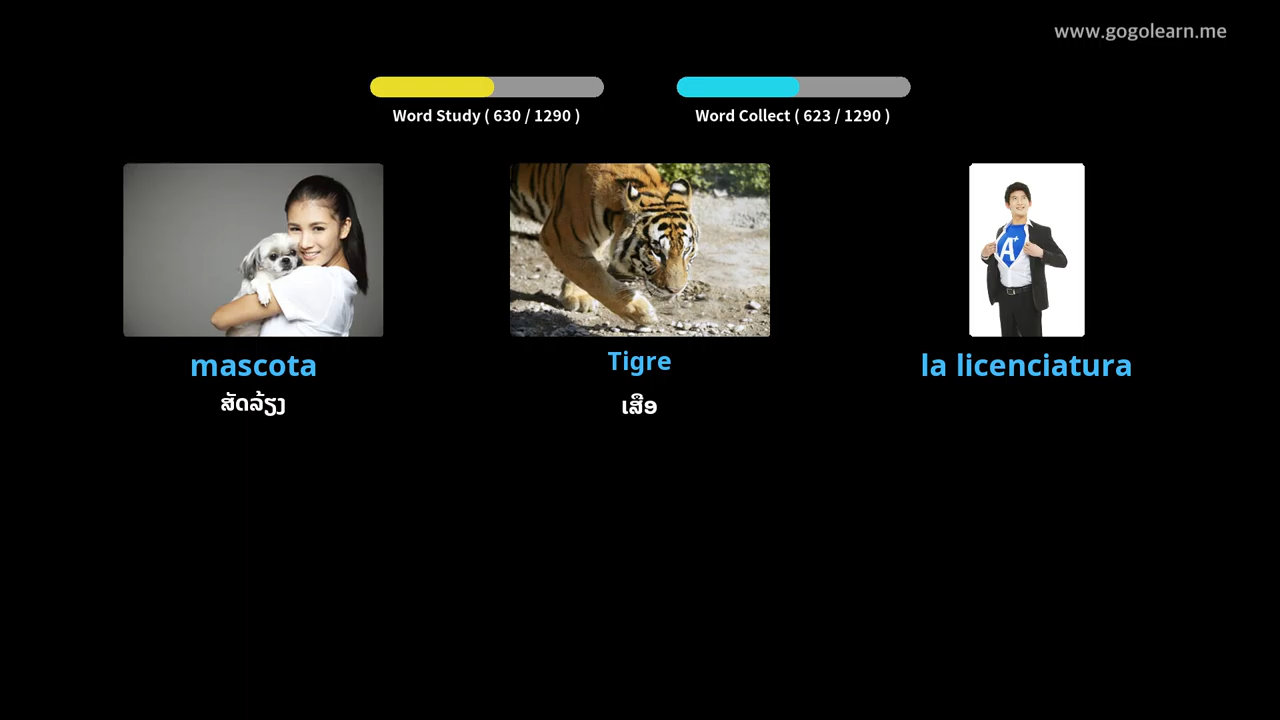 www.gogolearn.me
Word Study ( 630 / 1290 )
Word Collect ( 623 / 1290 )
A+
mascota
Tigre
la licenciatura
ສັດລ້ຽງ
ເສືອ